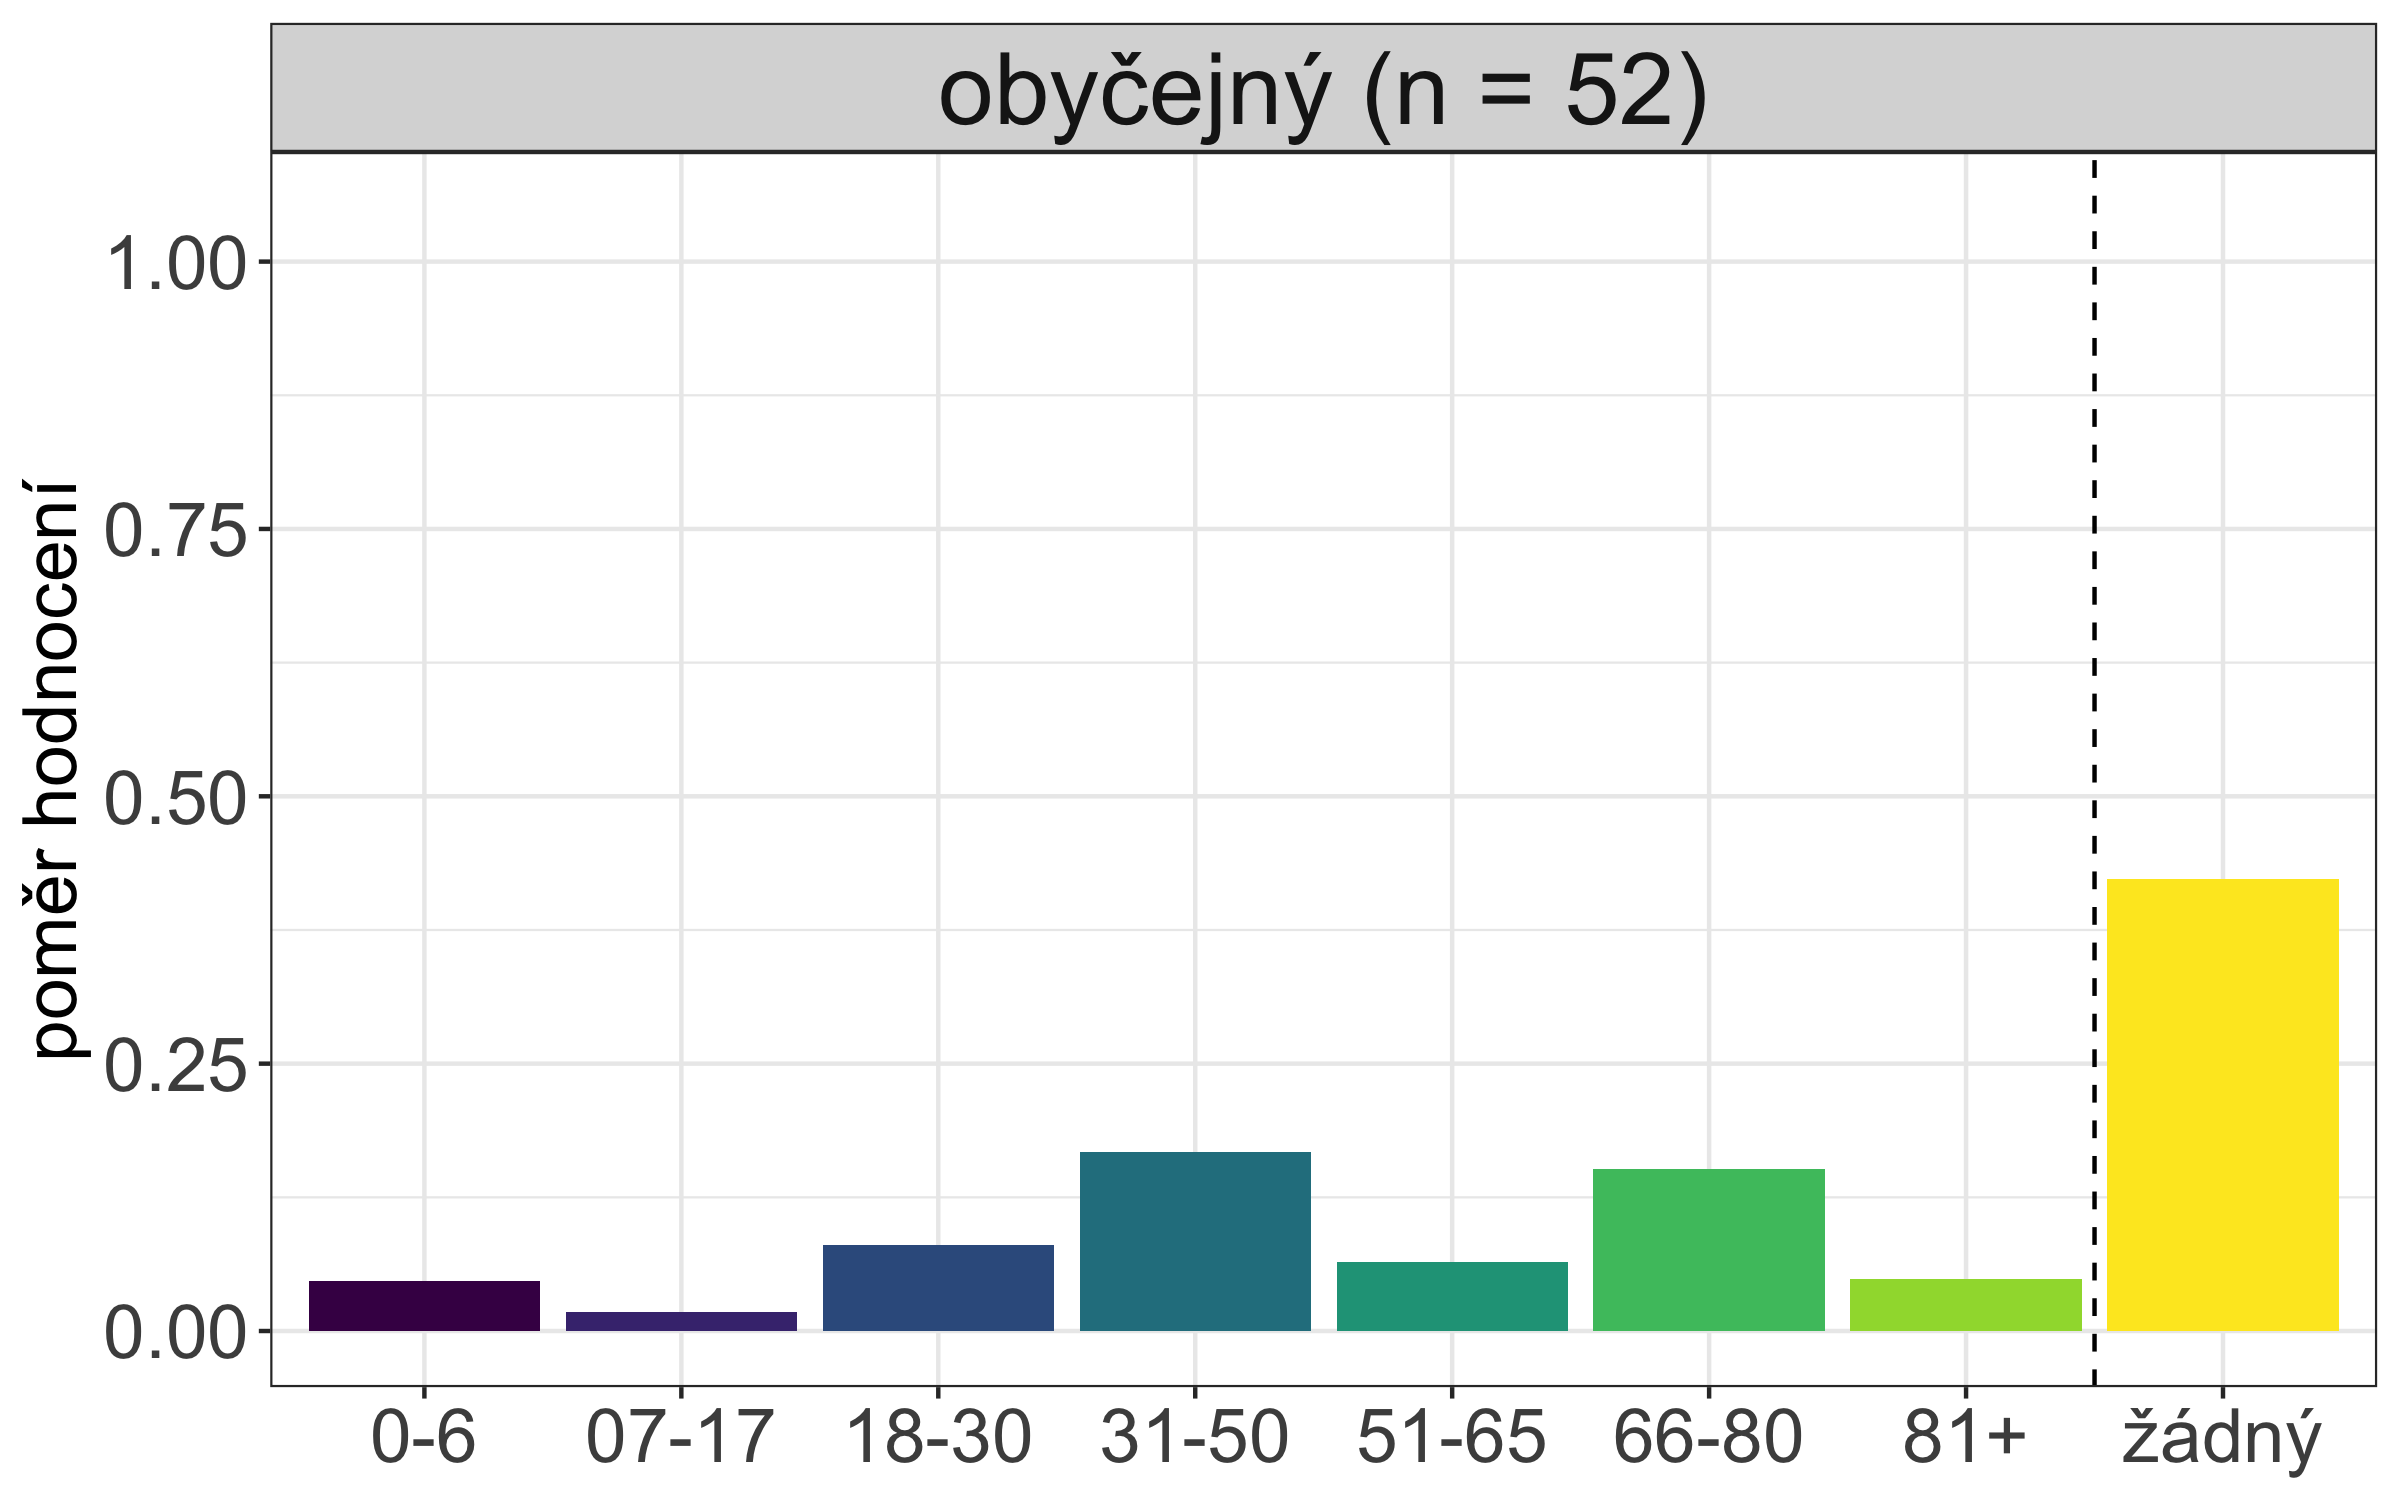 obyčejný (n = 52)
poměr hodnocení
1.00
0.75
0.50
0.25
0.00
0-6 07-17 18-30 31-50 51-65 66-80 81+ žádný